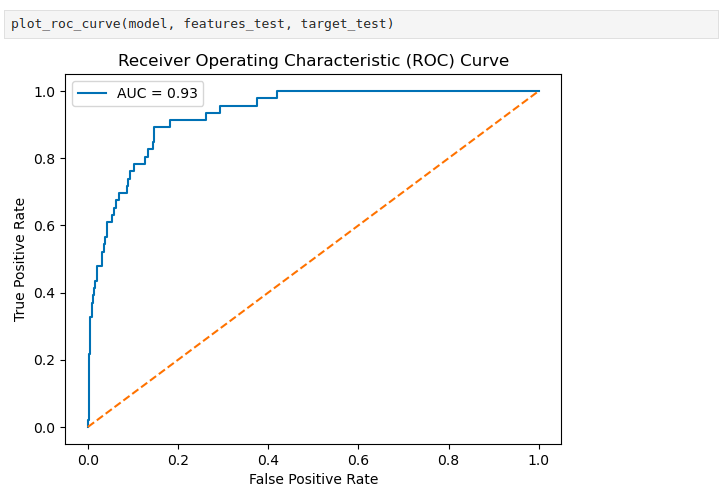 plot_roc_curve(model, features_test, target_test)
Receiver Operating Characteristic (ROC) Curve
AUC = 0.93
True Positive Rate
1.0
0.8
0.6
0.4
0.2
0.0
0.0 0.2 0.4 0.6 0.8 1.0
False Positive Rate